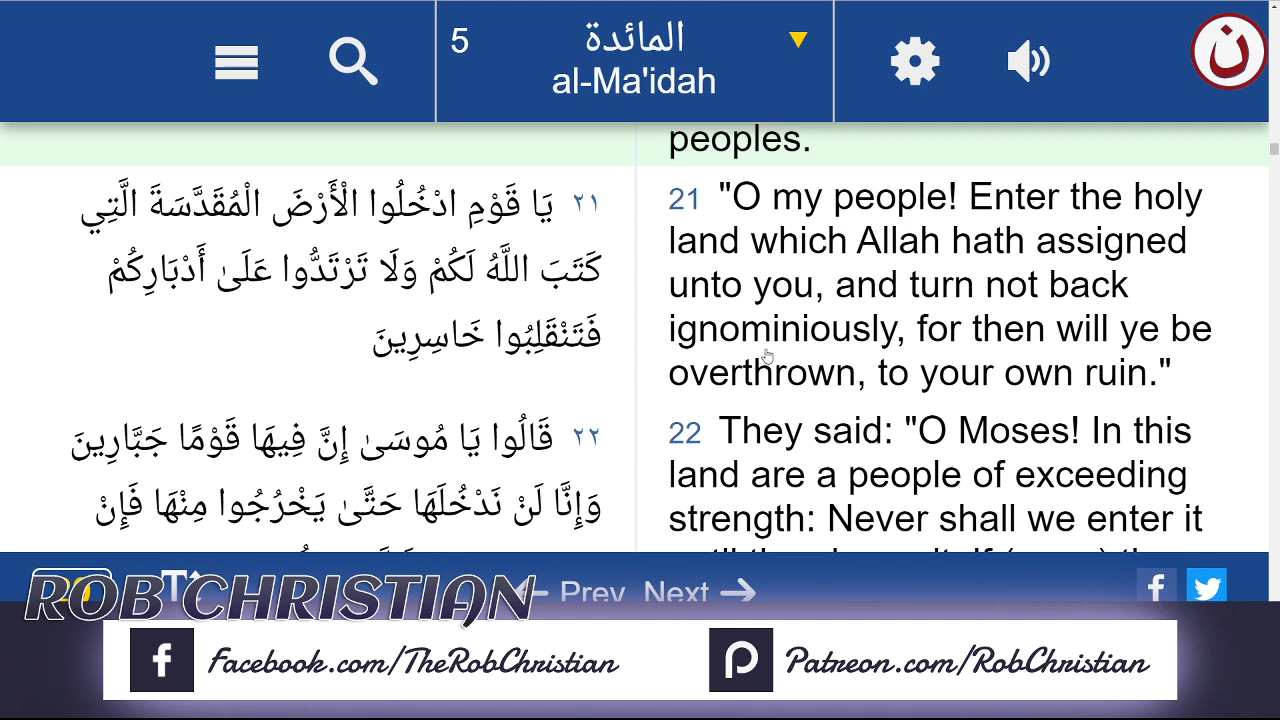 5
المائدة
al-Ma'idah
ن
peoples.
٢١ يَا قَوْمِ ادْخُلُوا الْأَرْضَ الْمُقَدَّسَةَ الَّتِي
كَتَبَ اللَّهُ لَكُمْ وَلَا تَرْتَدُّوا عَلَىٰ أَدْبَارِكُمْ
فَتَنْقَلِبُوا خَاسِرِينَ
21 "O my people! Enter the holy
land which Allah hath assigned
unto you, and turn not back
ignominiously, for then will ye be
overthrown, to your own ruin."
٢٢ قَالُوا يَا مُوسَىٰ إِنَّ فِيهَا قَوْمًا جَبَّارِينَ
وَإِنَّا لَنْ نَدْخُلَهَا حَتَّىٰ يَخْرُجُوا مِنْهَا فَإِنْ
22 They said: "O Moses! In this
land are a people of exceeding
strength: Never shall we enter it
T
← Prev Next →
ROB CHRISTIAN
Facebook.com/TheRobChristian
Patreon.com/RobChristian